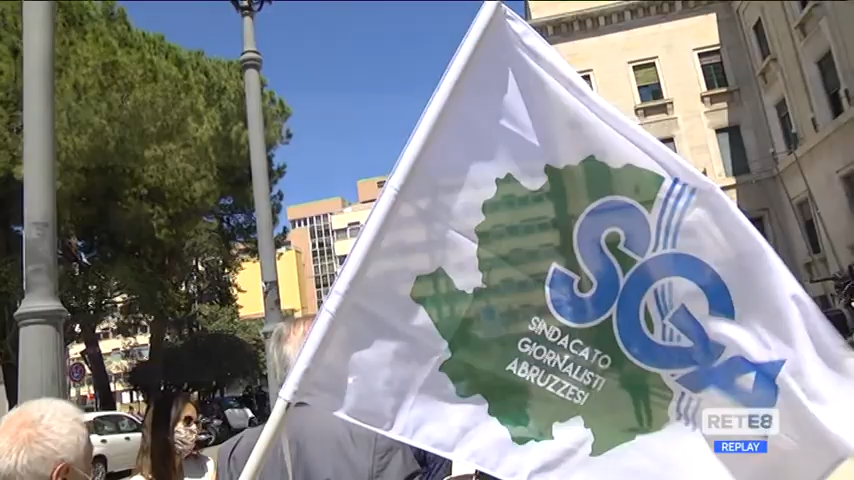 SGA
SINDACATO
GIORNALISTI
ABRUZZESI
RETE8
REPLAY